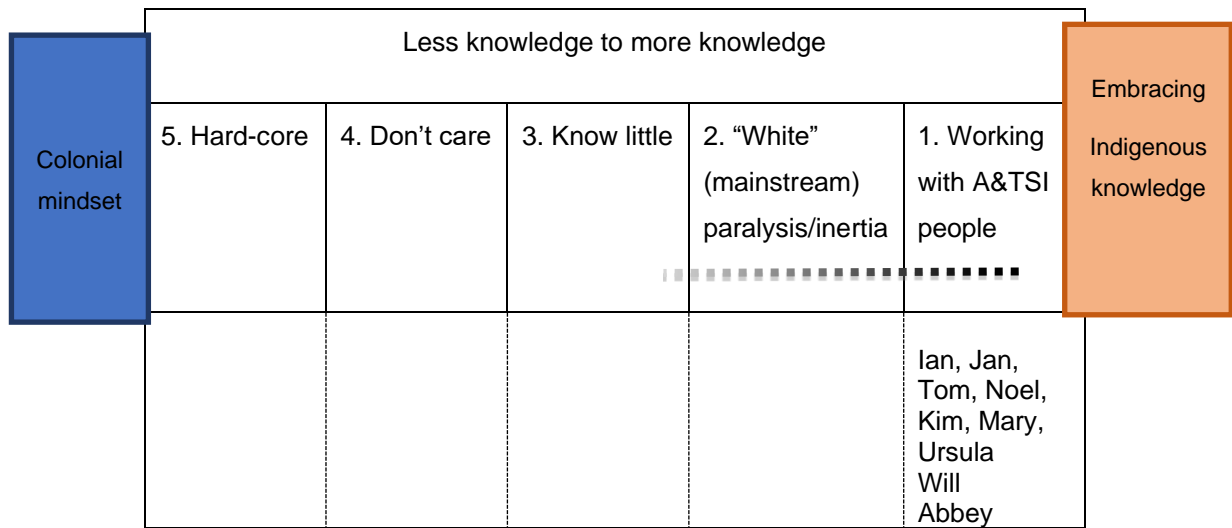 Less knowledge to more knowledge
Colonial
mindset
5. Hard-core
4. Don’t care
3. Know little
2. “White”
(mainstream)
paralysis/inertia
1. Working
with A&TSI
people
Embracing
Indigenous
knowledge
Ian, Jan,
Tom, Noel,
Kim, Mary,
Ursula
Will
Abbey